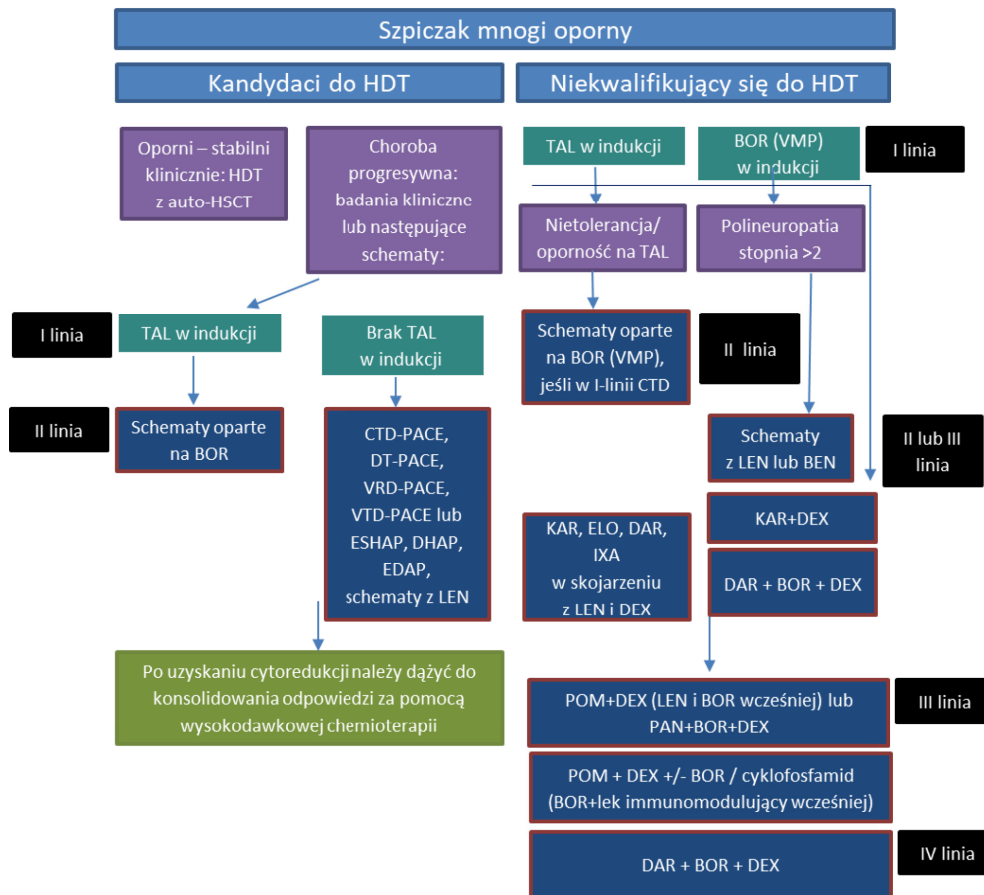 Szpiczak mnogi oporny
Kandydaci do HDT
Niekwalifikujący się do HDT
Oporni – stabilni
klinicznie: HDT
z auto-HSCT
Choroba
progresywna:
badania kliniczne
lub następujące
schematy:
TAL w indukcji
BOR (VMP)
w indukcji
I linia
Nietolerancja/
oporność na TAL
Polineuropatia
stopnia >2
I linia
TAL w indukcji
Brak TAL
w indukcji
Schematy oparte
na BOR (VMP),
jeśli w I-linii CTD
II linia
II linia
Schematy oparte
na BOR
CTD-PACE,
DT-PACE,
VRD-PACE,
VTD-PACE lub
ESHAP, DHAP,
EDAP,
schematy z LEN
Schematy
z LEN lub BEN
II lub III
linia
KAR, ELO, DAR,
IXA
w skojarzeniu
z LEN i DEX
KAR+DEX
DAR + BOR + DEX
Po uzyskaniu cytoredukcji należy dążyć do
konsolidowania odpowiedzi za pomocą
wysokodawkowej chemioterapii
POM+DEX (LEN i BOR wcześniej) lub
PAN+BOR+DEX
III linia
POM + DEX +/- BOR / cyklofosfamid
(BOR+lek immunomodulujący wcześniej)
DAR + BOR + DEX
IV linia